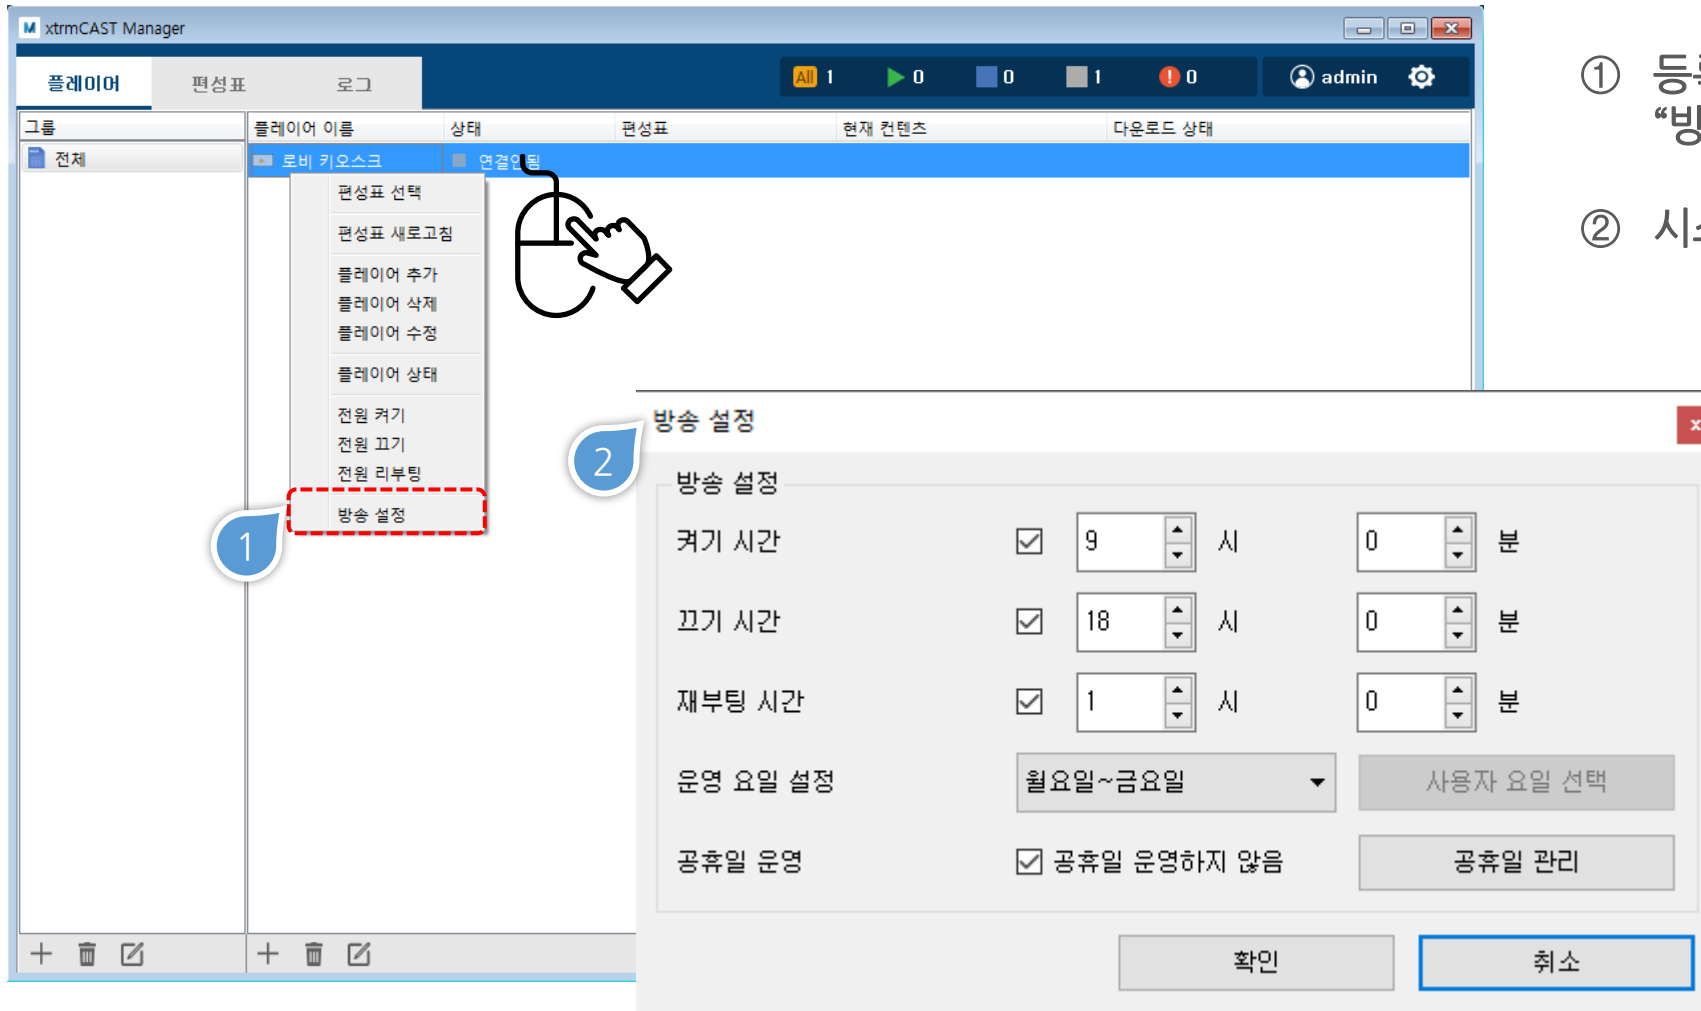 xtrmCAST Manager
플레이어 편성표 로그 All 1 0 0 1 0 admin
그룹 플레이어 이름 상태 편성표 현재 컨텐츠 다운로드 상태
전체 로비 키오스크 연결안됨
편성표 선택
편성표 새로고침
플레이어 추가
플레이어 삭제
플레이어 수정
플레이어 상태
전원 켜기
전원 끄기
전원 리부팅
방송 설정
1
2
방송 설정
방송 설정
켜기 시간 9 시 0 분
끄기 시간 18 시 0 분
재부팅 시간 1 시 0 분
운영 요일 설정 월요일~금요일 사용자 요일 선택
공휴일 운영 공휴일 운영하지 않음 공휴일 관리
확인 취소
①
“방
② 시